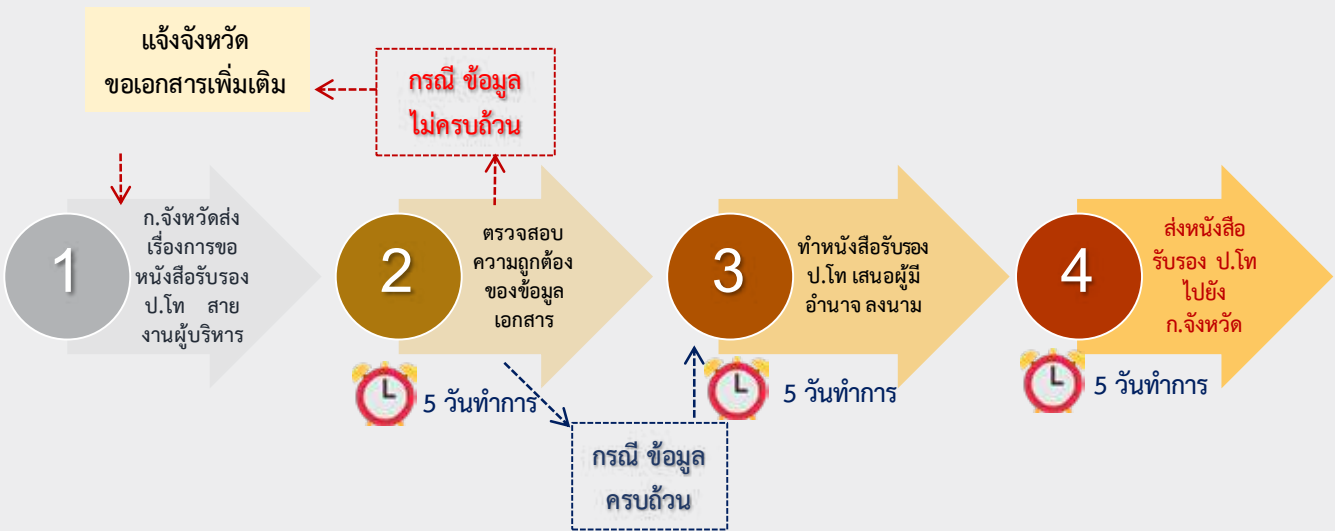 แจ้งจังหวัด
ขอเอกสารเพิ่มเติม
กรณี ข้อมูล
ไม่ครบถ้วน
1
ก.จังหวัดส่ง
เรื่องการขอ
หนังสือรับรอง
ป.โท สาย
งานผู้บริหาร
2
ตรวจสอบ
ความถูกต้อง
ของข้อมูล
เอกสาร
5 วันทำการ
กรณี ข้อมูล
ครบถ้วน
3
ทำหนังสือรับรอง
ป.โท เสนอผู้มี
อำนาจ ลงนาม
5 วันทำการ
4
ส่งหนังสือ
รับรอง ป.โท
ไปยัง
ก.จังหวัด
5 วันทำการ